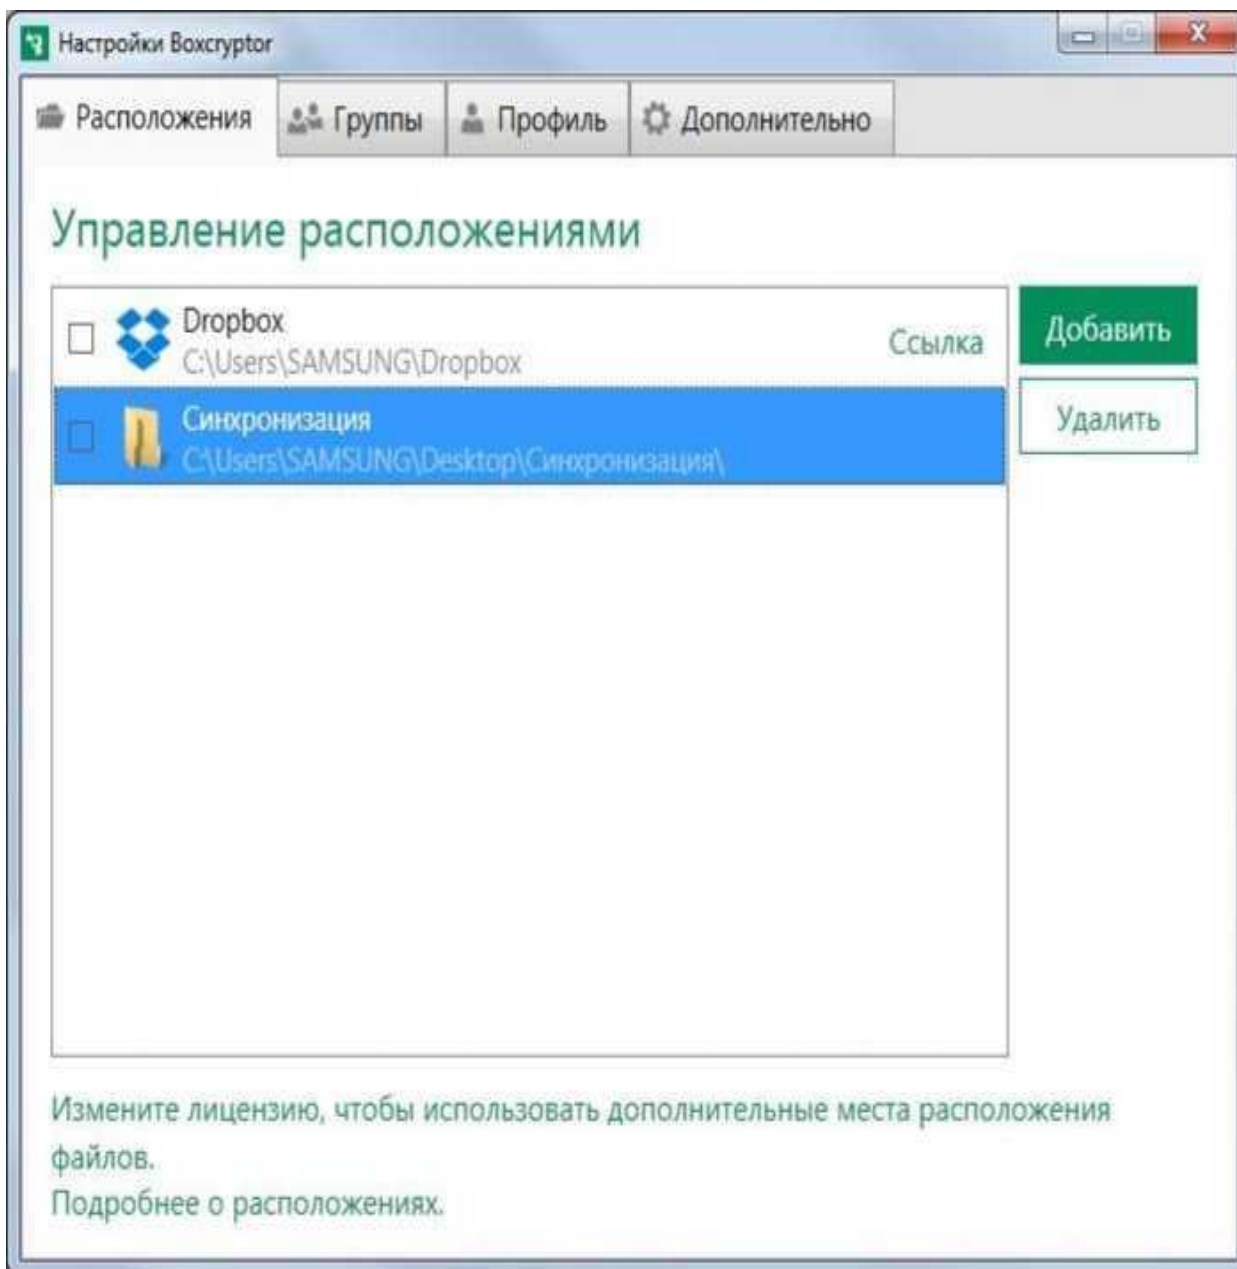 Настройки Boxcryptor
Расположения Группы Профиль Дополнительно
Управление расположениями
Dropbox
C:\Users\SAMSUNG\Dropbox
Ссылка
Добавить
Синхронизация
C:\Users\SAMSUNG\Desktop\Синхронизация\
Удалить
Измените лицензию, чтобы использовать дополнительные места расположения
файлов.
Подробнее о расположениях.